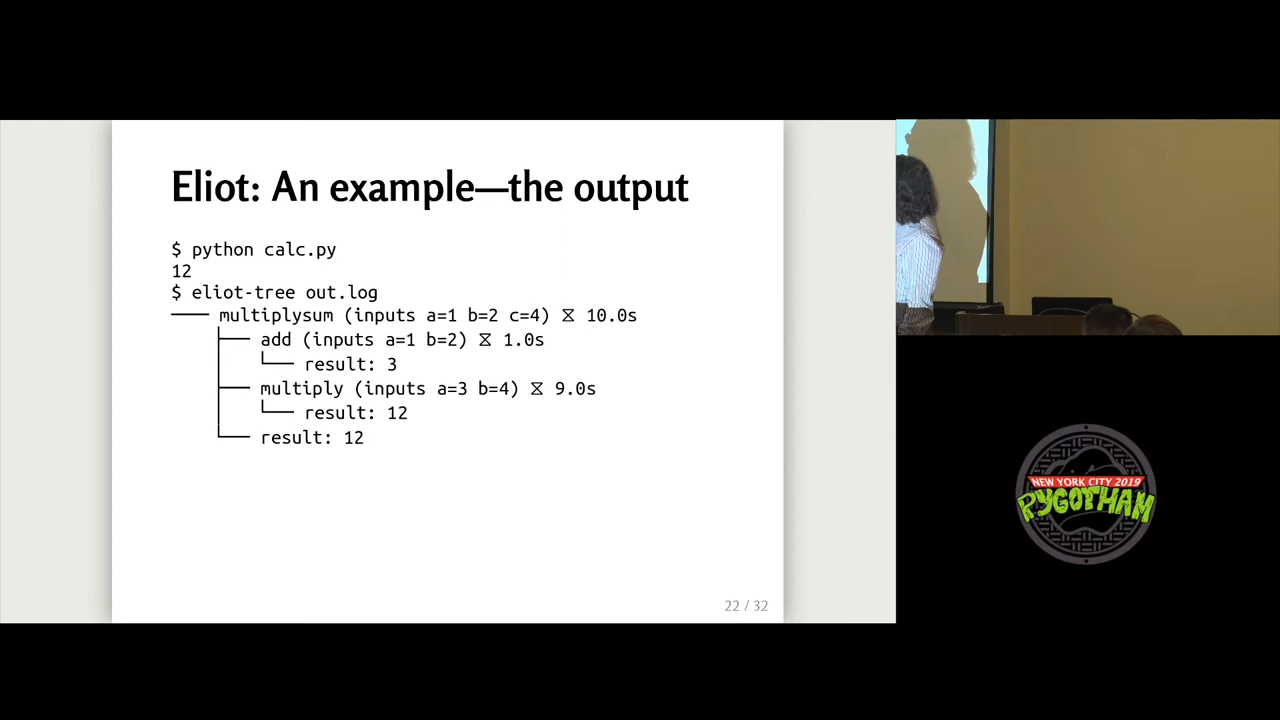 Eliot: An example—the output
$ python calc.py
12
$ eliot-tree out.log
─── multiplysum (inputs a=1 b=2 c=4) ⧖ 10.0s
├── add (inputs a=1 b=2) ⧖ 1.0s
│ └── result: 3
├── multiply (inputs a=3 b=4) ⧖ 9.0s
│ └── result: 12
└── result: 12
22 / 32
NEW YORK CITY 2019
PYGOTHAM